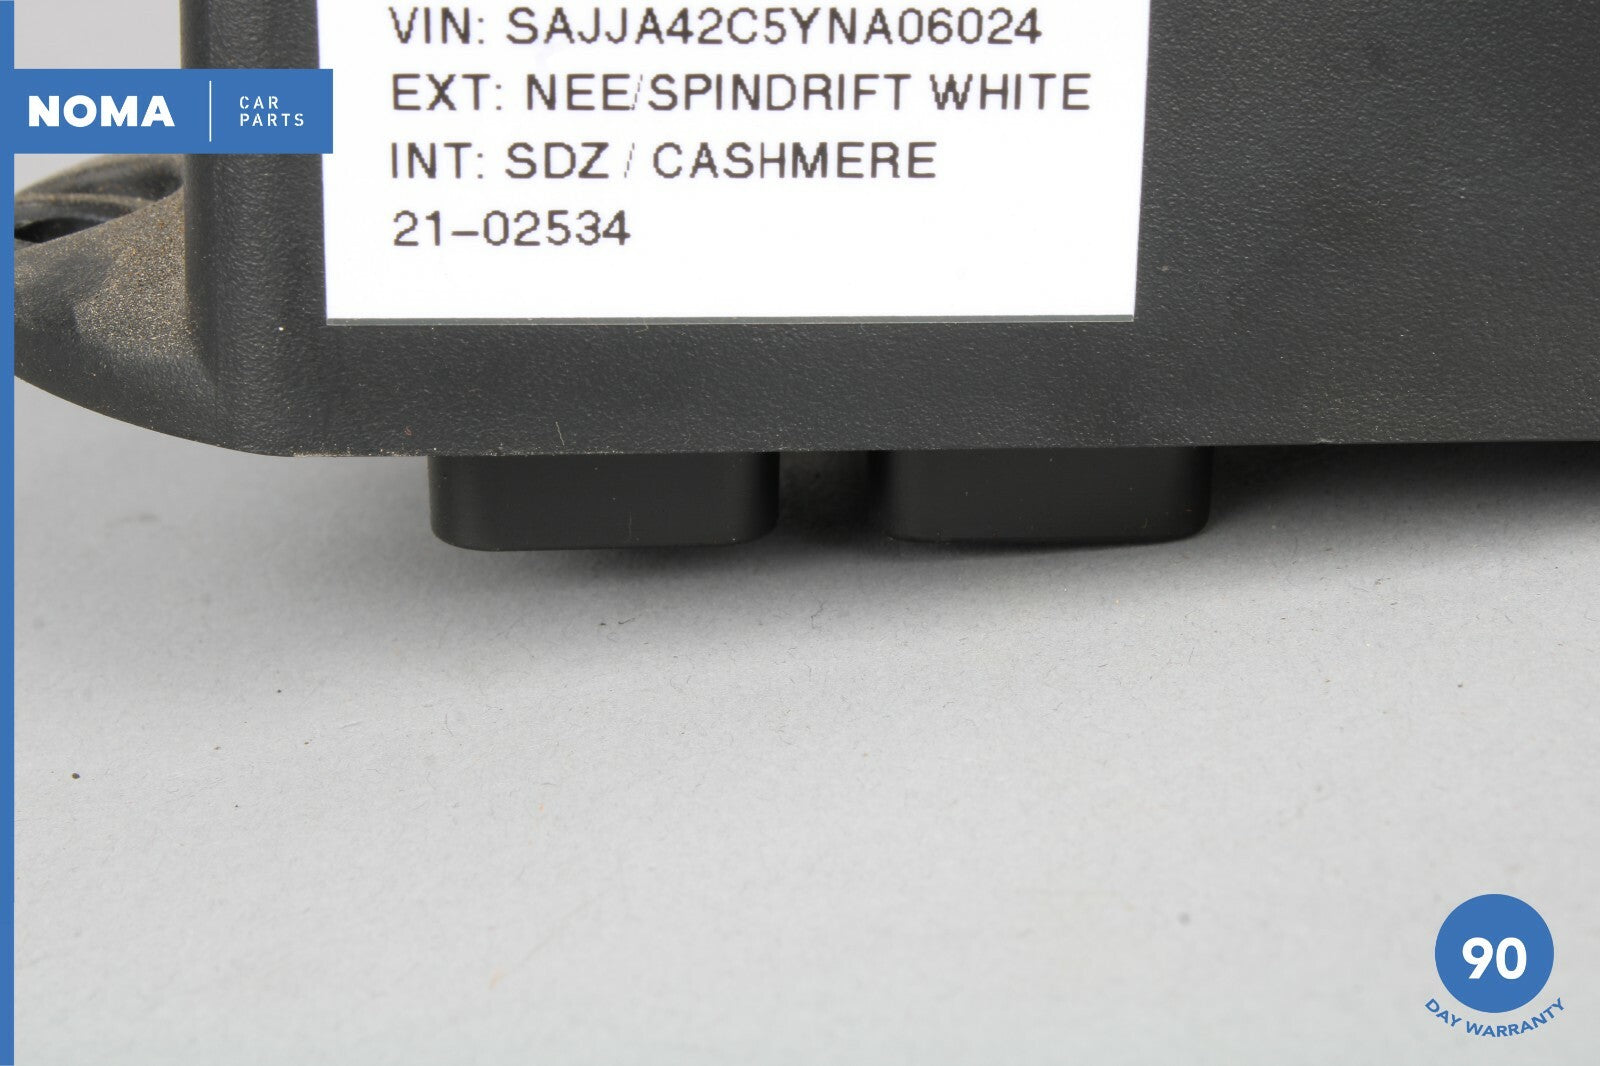 VIN: SAJJA42C5YNA06024
EXT: NEE/SPINDRIFT WHITE
INT: SDZ / CASHMERE
21-02534
NOMA
CAR
PARTS
90
DAY WARRANTY